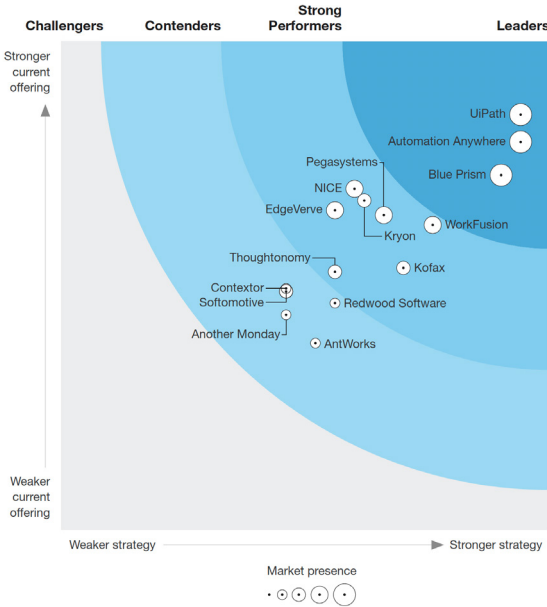 Challengers
Contenders
Strong
Performers
Leaders
Stronger
current
offering
UiPath
Automation Anywhere
Pegasystems
Blue Prism
NICE
EdgeVerve
WorkFusion
Kryon
Thoughtonomy
Kofax
Contextor
Softomotive
Redwood Software
Another Monday
AntWorks
Weaker
current
offering
Weaker strategy
Stronger strategy
Market presence